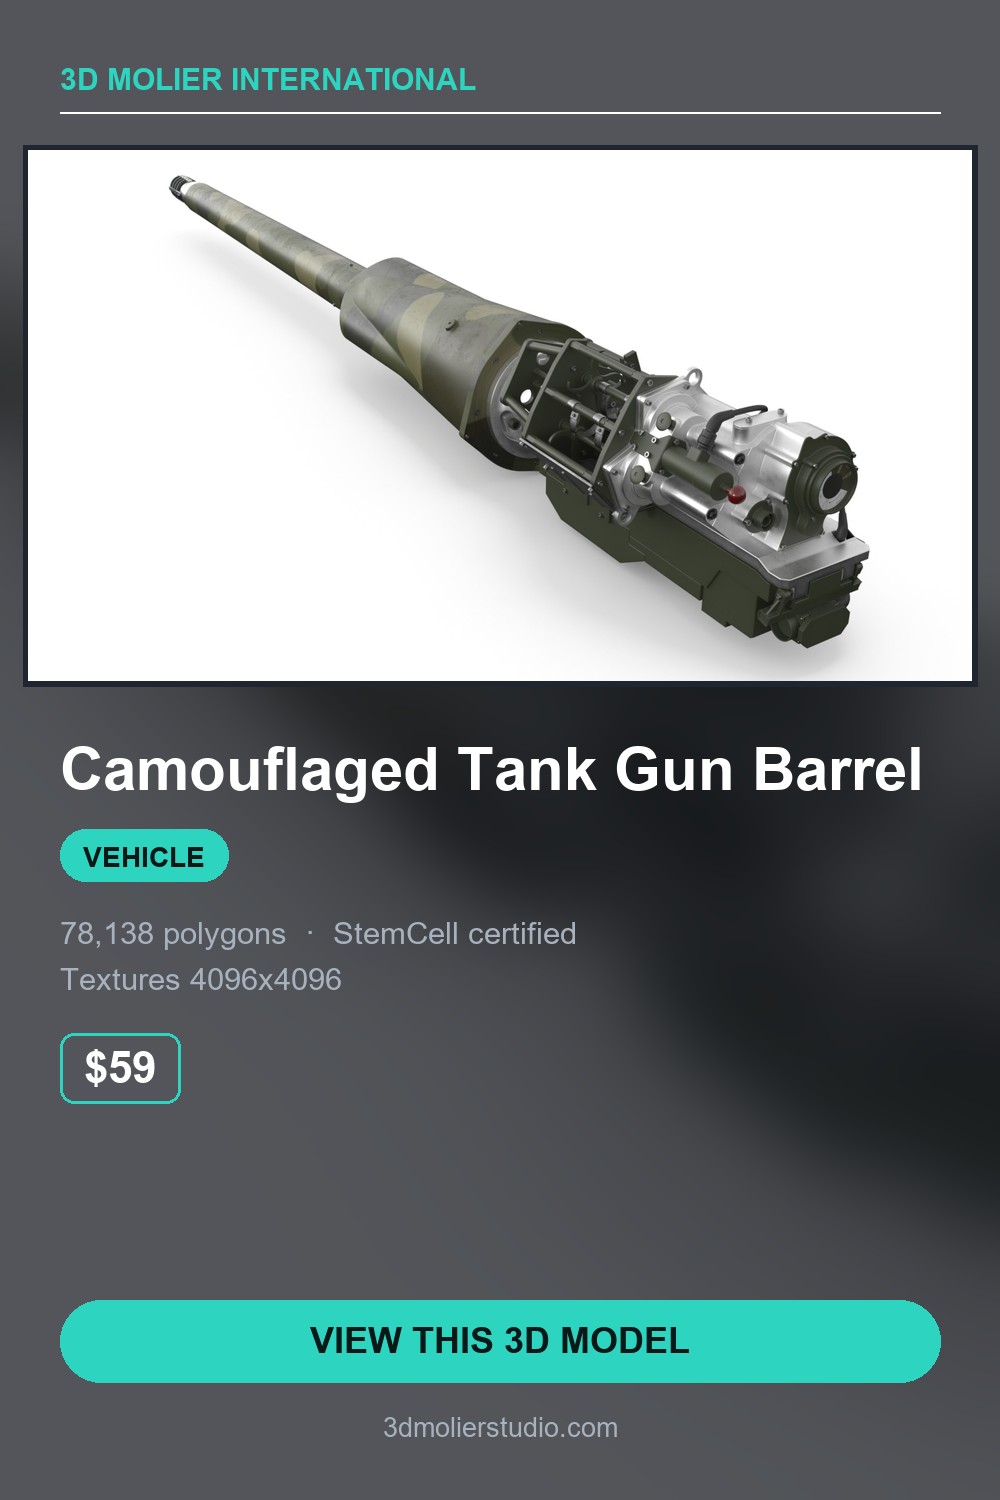 3D MOLIER INTERNATIONAL
Camouflaged Tank Gun Barrel
VEHICLE
78,138 polygons · StemCell certified
Textures 4096x4096
$59
VIEW THIS 3D MODEL
3dmolierstudio.com